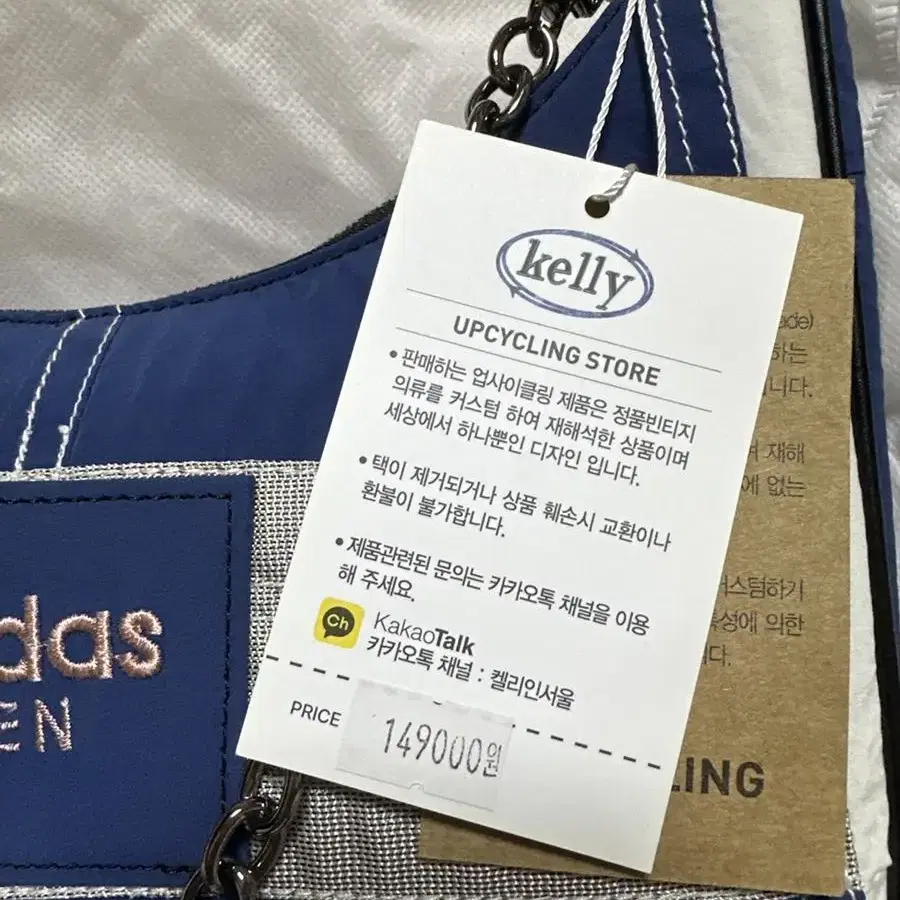 kelly
UPCYCLING STORE
• 판매하는 업사이클링 제품은 정품빈티지
의류를 커스텀 하여 재해석한 상품이며
세상에서 하나뿐인 디자인 입니다.
• 택이 제거되거나 상품 훼손시 교환이나
환불이 불가합니다.
• 제품관련된 문의는 카카오톡 채널을 이용
해 주세요.
Ch
KakaoTalk
카카오톡 채널 : 켈리인서울
PRICE
149000원
ade)
하는
니다.
재해
에 없는
커스텀하기
특성에 의한
다.
LING
das
EN